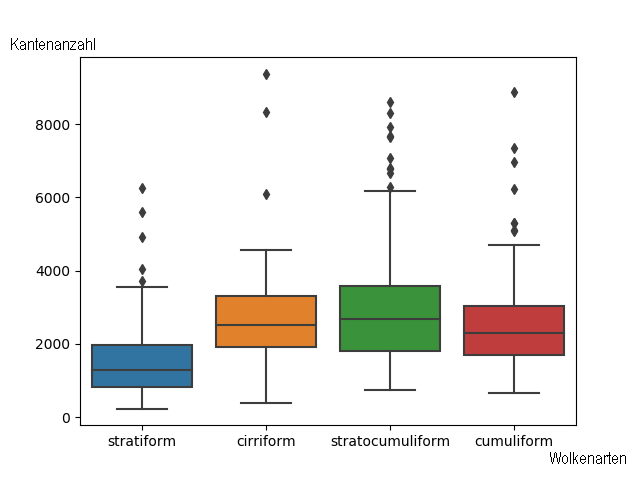 Kantenanzahl
8000
6000
4000
2000
0
stratiform cirriform stratocumuliform cumuliform
Wolkenarten